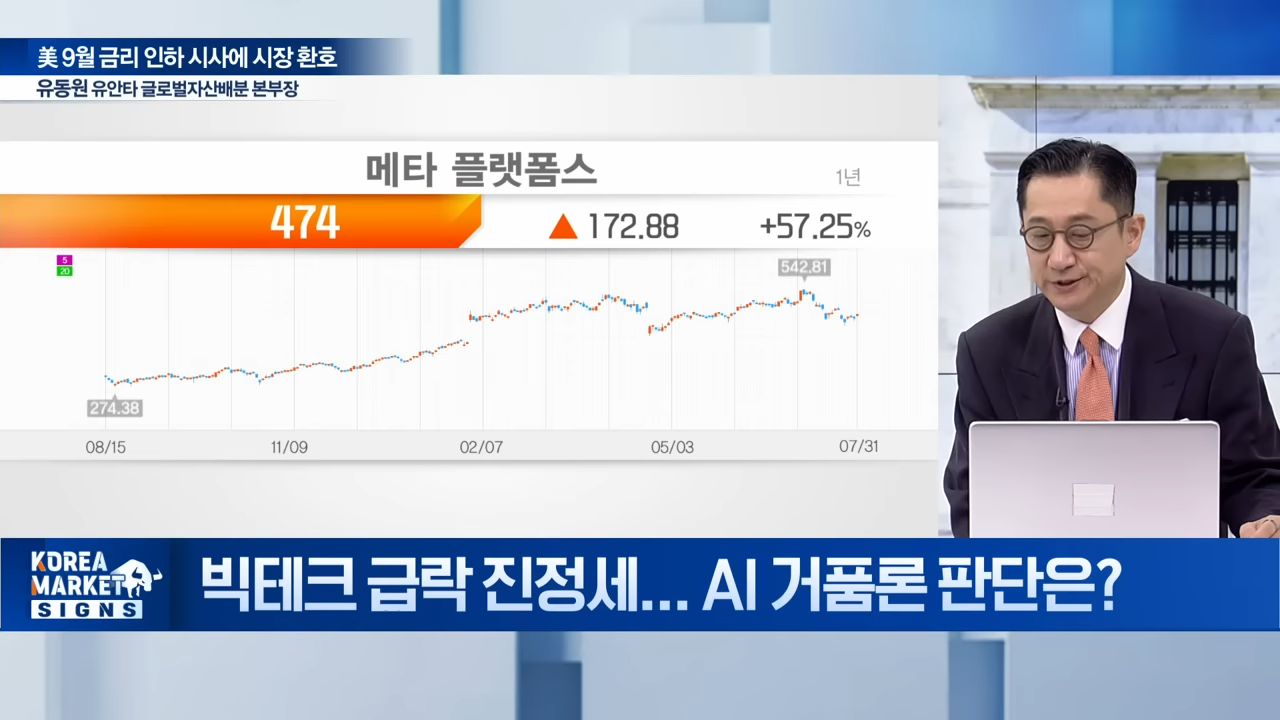 美 9월 금리 인하 시사에 시장 환호
유동원 유안타 글로벌자산배분 본부장
메타 플랫폼스
1년
474
▲ 172.88
+57.25%
5
20
542.81
274.38
08/15
11/09
02/07
05/03
07/31
KOREA
MARKET
SIGNS
빅테크 급락 진정세... AI 거품론 판단은?